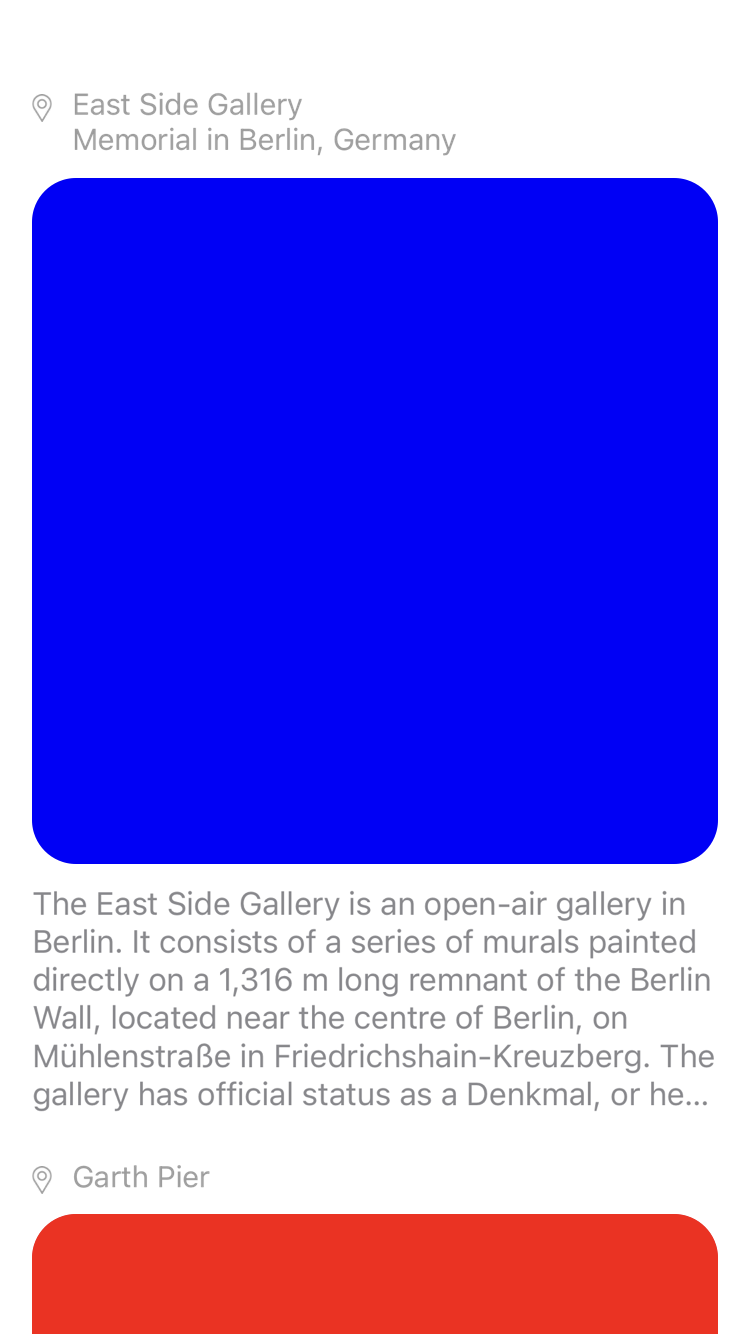 East Side Gallery
Memorial in Berlin, Germany
The East Side Gallery is an open-air gallery in
Berlin. It consists of a series of murals painted
directly on a 1,316 m long remnant of the Berlin
Wall, located near the centre of Berlin, on
Mühlenstraße in Friedrichshain-Kreuzberg. The
gallery has official status as a Denkmal, or he...
Garth Pier